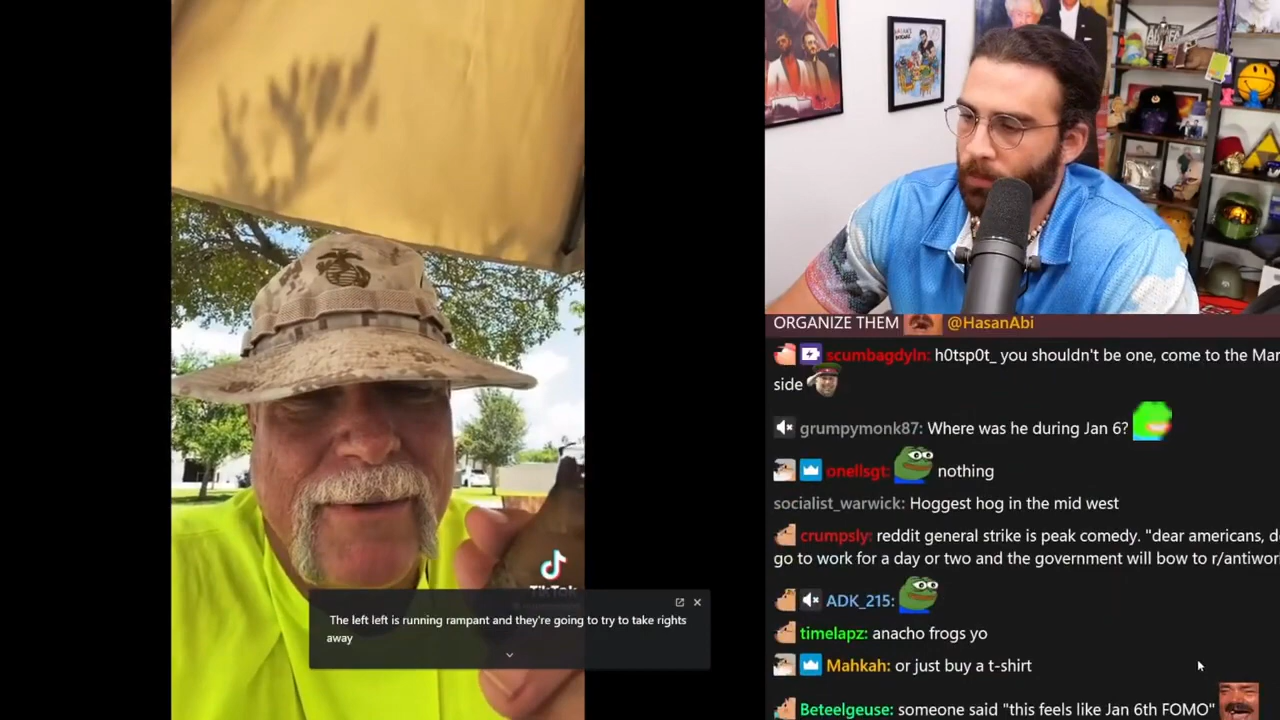 TikTok
The left left is running rampant and they're going to try to take rights
away
ORGANIZE THEM @HasanAbi
scumbagdyln: h0tsp0t_ you shouldn't be one, come to the Mar
side
grumpymonk87: Where was he during Jan 6?
onellsgt: nothing
socialist_warwick: Hoggest hog in the mid west
crumpsly: reddit general strike is peak comedy. "dear americans, d
go to work for a day or two and the government will bow to r/antiwor
ADK_215:
timelapz: anacho frogs yo
Mahkah: or just buy a t-shirt
Beteelgeuse: someone said "this feels like Jan 6th FOMO"